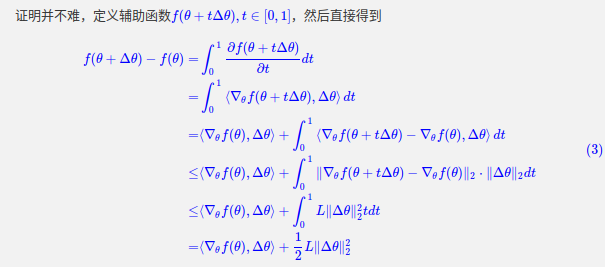 证明并不难，定义辅助函数f(θ + tΔθ), t ∈ [0, 1]，然后直接得到
f(θ + Δθ) − f(θ) = ∫₀¹ ∂f(θ + tΔθ)/∂t dt
= ∫₀¹ ⟨∇_θ f(θ + tΔθ), Δθ⟩ dt
=⟨∇_θ f(θ), Δθ⟩ + ∫₀¹ ⟨∇_θ f(θ + tΔθ) − ∇_θ f(θ), Δθ⟩ dt
≤⟨∇_θ f(θ), Δθ⟩ + ∫₀¹ ‖∇_θ f(θ + tΔθ) − ∇_θ f(θ)‖₂ · ‖Δθ‖₂ dt
(3)
≤⟨∇_θ f(θ), Δθ⟩ + ∫₀¹ L‖Δθ‖₂² t dt
=⟨∇_θ f(θ), Δθ⟩ + 1/2 L‖Δθ‖₂²